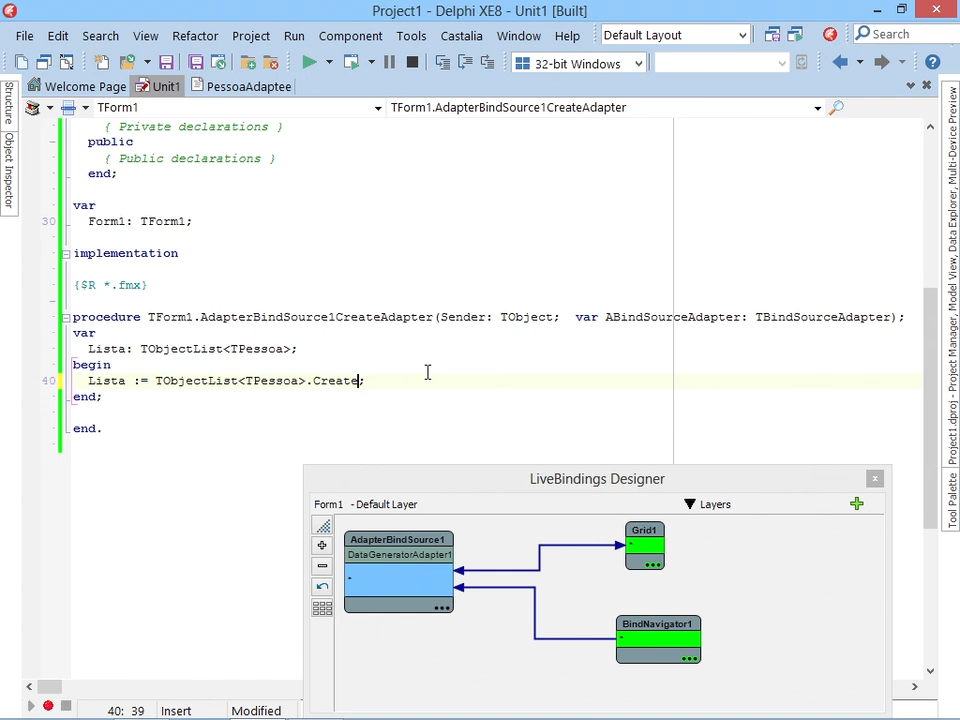 Project1 - Delphi XE8 - Unit1 [Built]
File Edit Search View Refactor Project Run Component Tools Castalia Window Help
Default Layout
Search
32-bit Windows
Welcome Page Unit1 PessoaAdaptee
TForm1 TForm1.AdapterBindSource1CreateAdapter
Structure
Object Inspector
{ Private declarations }
public
{ Public declarations }
end;
var
30 Form1: TForm1;
implementation
{$R *.fmx}
procedure TForm1.AdapterBindSource1CreateAdapter(Sender: TObject; var ABindSourceAdapter: TBindSourceAdapter);
var
Lista: TObjectList<TPessoa>;
begin
40 Lista := TObjectList<TPessoa>.Create;
end;
end.
LiveBindings Designer
Form1 - Default Layer
Layers
AdapterBindSource1
DataGeneratorAdapter1
*
Grid1
*
BindNavigator1
*
Project1.dproj - Project Manager, Model View, Data Explorer, Multi-Device Preview
Tool Palette
40: 39 Insert Modified